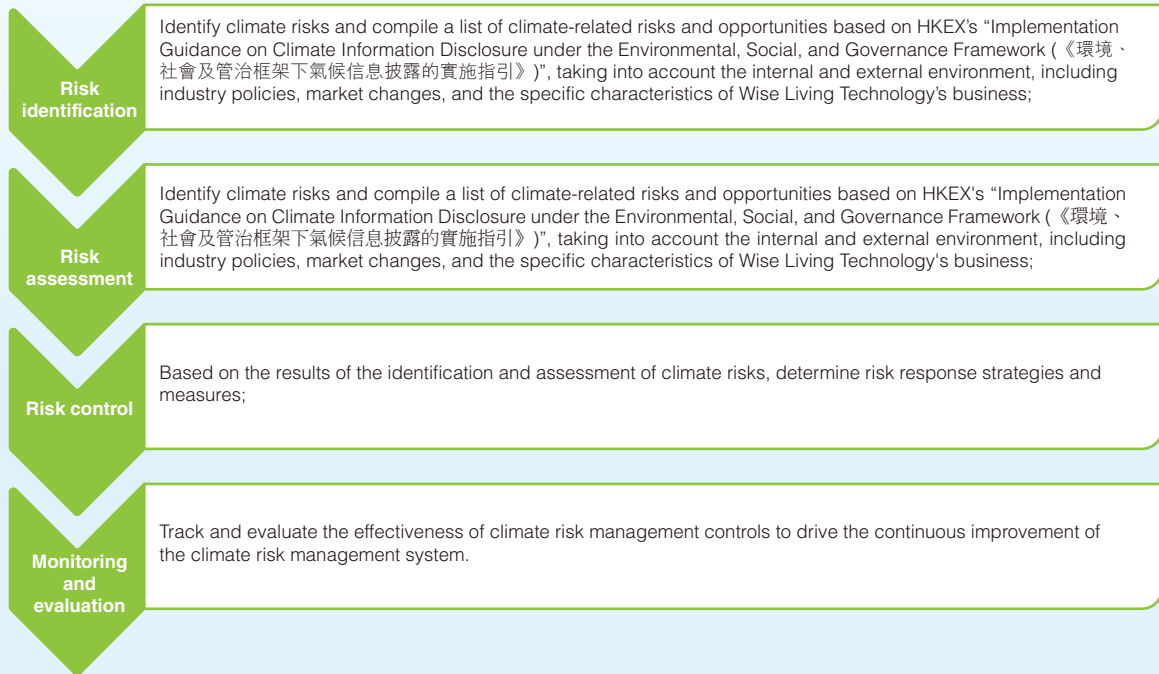 Risk
identification
Identify climate risks and compile a list of climate-related risks and opportunities based on HKEX’s “Implementation
Guidance on Climate Information Disclosure under the Environmental, Social, and Governance Framework (《環境、
社會及管治框架下氣候信息披露的實施指引》)”, taking into account the internal and external environment, including
industry policies, market changes, and the specific characteristics of Wise Living Technology’s business;
Risk
assessment
Identify climate risks and compile a list of climate-related risks and opportunities based on HKEX's “Implementation
Guidance on Climate Information Disclosure under the Environmental, Social, and Governance Framework (《環境、
社會及管治框架下氣候信息披露的實施指引》)”, taking into account the internal and external environment, including
industry policies, market changes, and the specific characteristics of Wise Living Technology's business;
Risk control
Based on the results of the identification and assessment of climate risks, determine risk response strategies and
measures;
Monitoring
and
evaluation
Track and evaluate the effectiveness of climate risk management controls to drive the continuous improvement of
the climate risk management system.